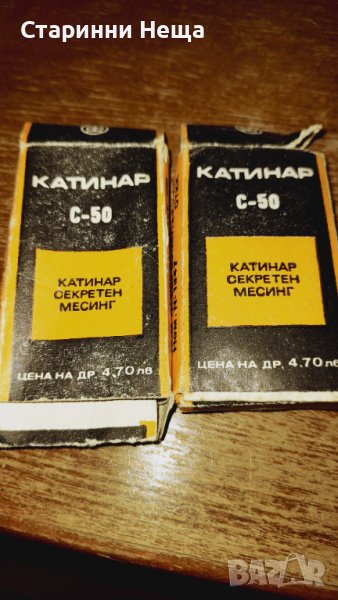 Старинни Неща
КАТИНАР
С-50
КАТИНАР
СЕКРЕТЕН
МЕСИНГ
ЦЕНА НА ДР. 4.70 лв
КАТИНАР
С-50
КАТИНАР
СЕКРЕТЕН
МЕСИНГ
ЦЕНА НА ДР. 4.70 лв
BAZAR